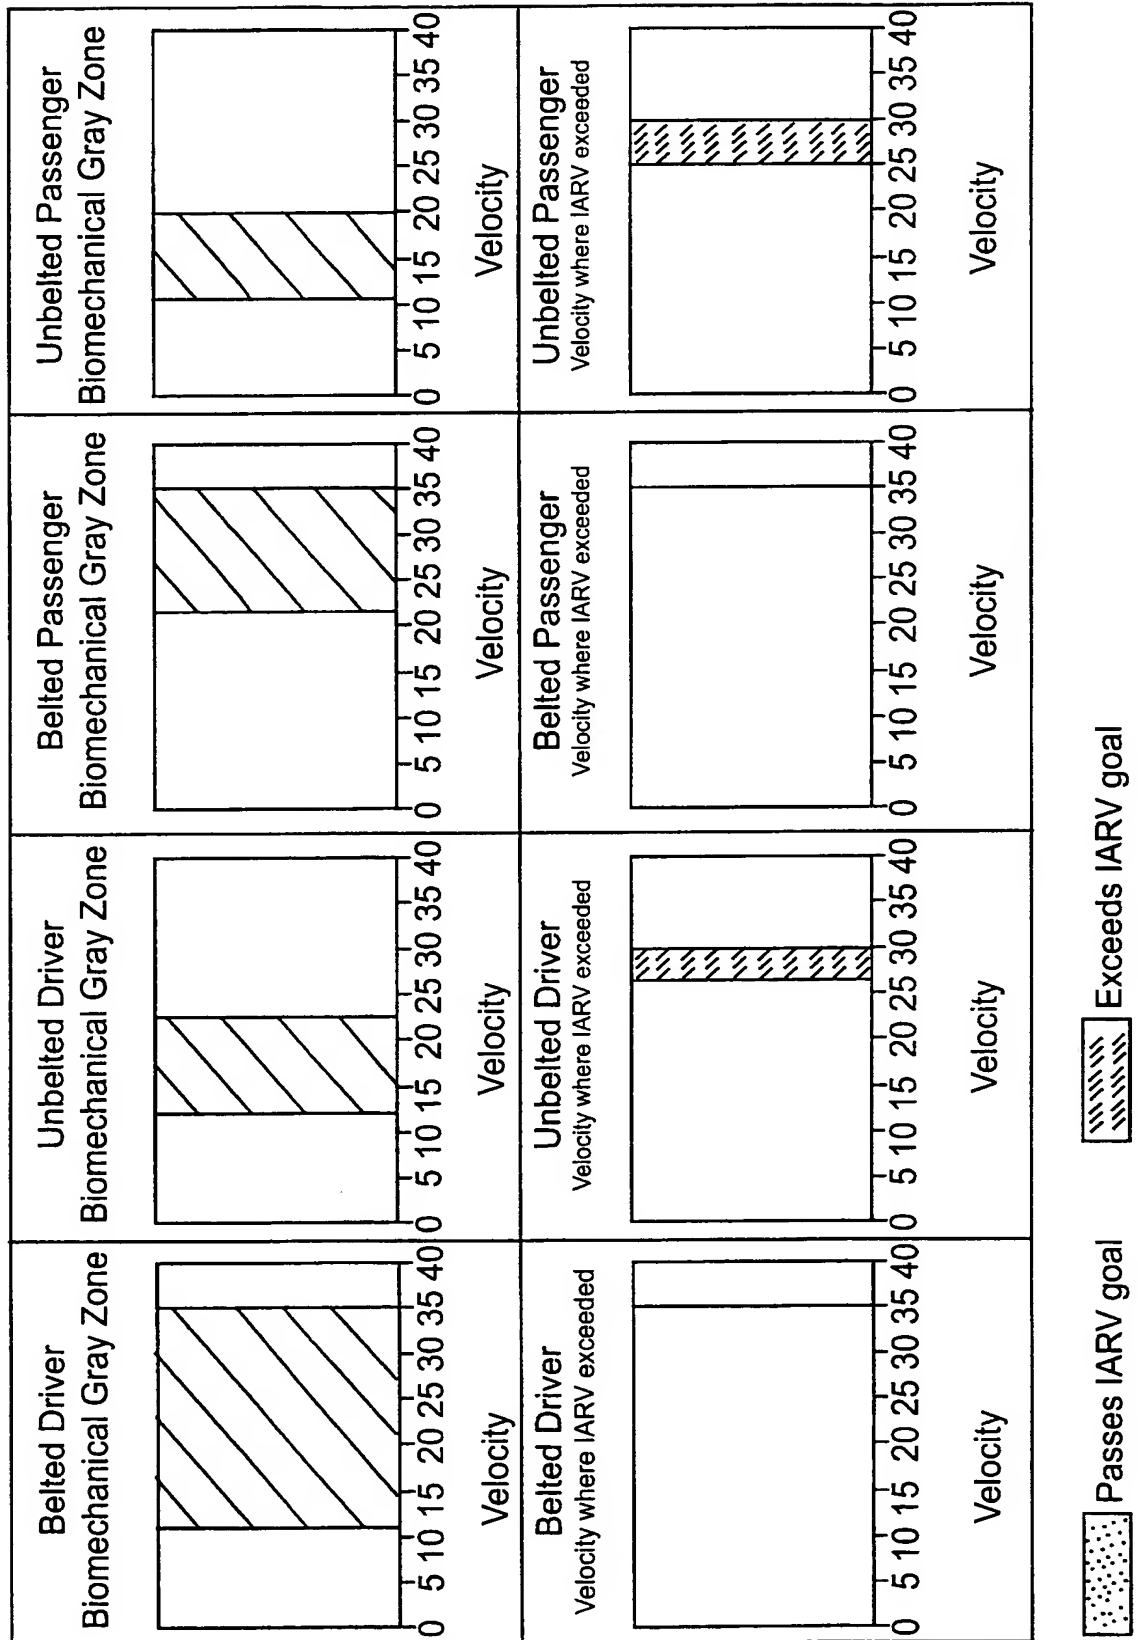 Belted Driver
Biomechanical Gray Zone
0 5 10 15 20 25 30 35 40
Velocity
Unbelted Driver
Biomechanical Gray Zone
0 5 10 15 20 25 30 35 40
Velocity
Belted Passenger
Biomechanical Gray Zone
0 5 10 15 20 25 30 35 40
Velocity
Unbelted Passenger
Biomechanical Gray Zone
0 5 10 15 20 25 30 35 40
Velocity
Belted Driver
Velocity where IARV exceeded
0 5 10 15 20 25 30 35 40
Velocity
Unbelted Driver
Velocity where IARV exceeded
0 5 10 15 20 25 30 35 40
Velocity
Belted Passenger
Velocity where IARV exceeded
0 5 10 15 20 25 30 35 40
Velocity
Unbelted Passenger
Velocity where IARV exceeded
0 5 10 15 20 25 30 35 40
Velocity
Passes IARV goal
Exceeds IARV goal